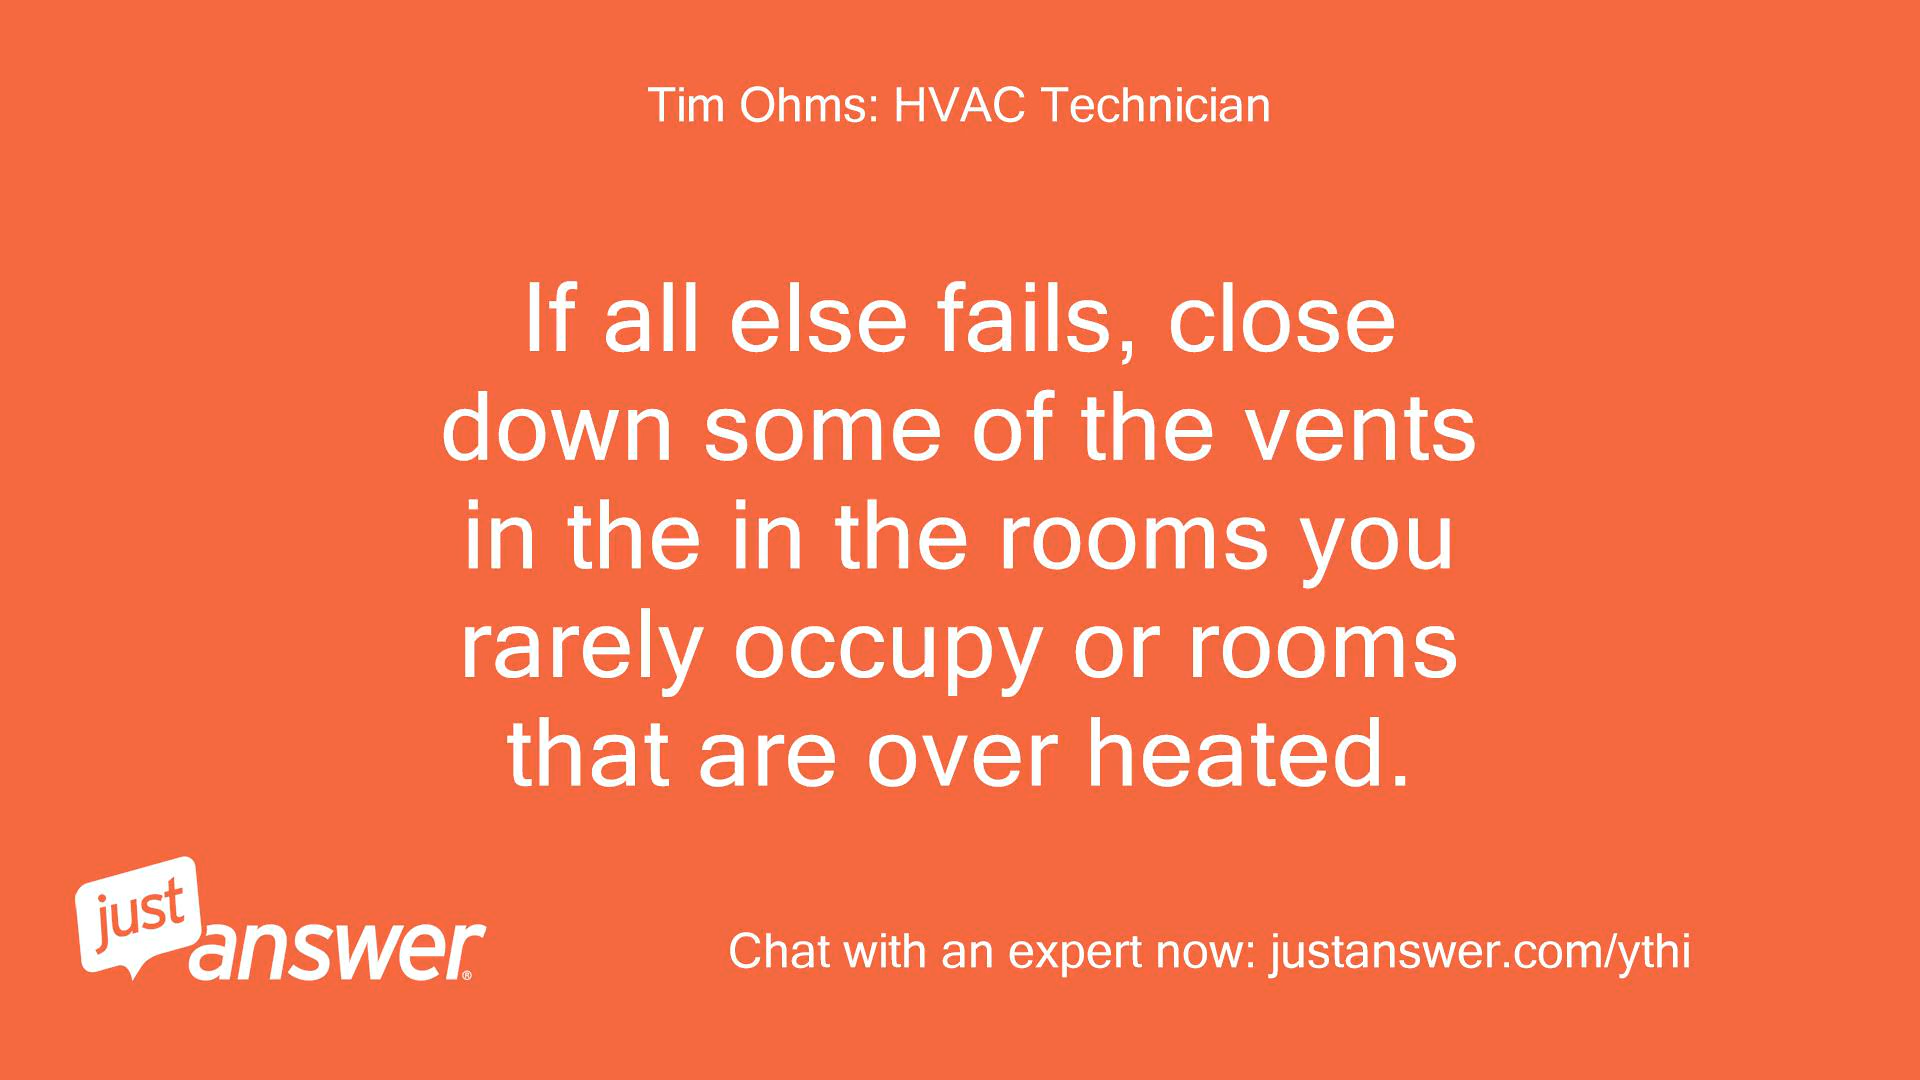 Tim Ohms: HVAC Technician
If all else fails, close
down some of the vents
in the in the rooms you
rarely occupy or rooms
that are over heated.
just
answer®
Chat with an expert now: justanswer.com/ythi